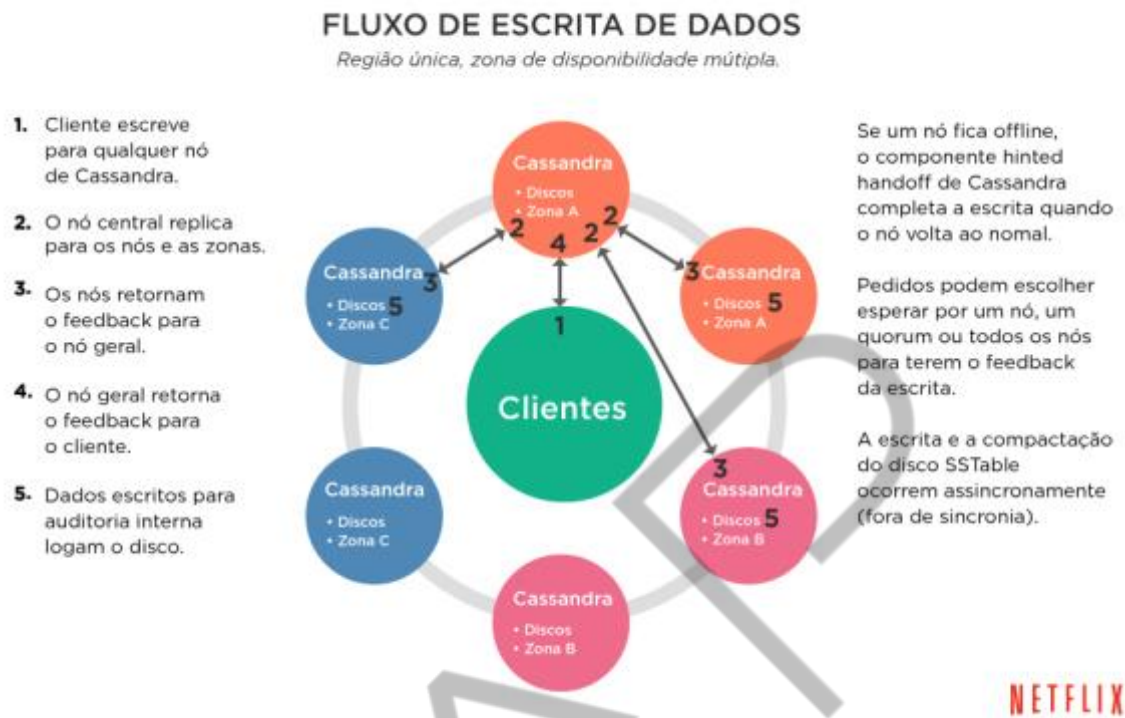 FLUXO DE ESCRITA DE DADOS
Região única, zona de disponibilidade mútipla.
1. Cliente escreve
para qualquer nó
de Cassandra.
2. O nó central replica
para os nós e as zonas.
3. Os nós retornam
o feedback para
o nó geral.
4. O nó geral retorna
o feedback para
o cliente.
5. Dados escritos para
auditoria interna
logam o disco.
Cassandra
• Discos
• Zona A
2
4
2
2
Cassandra
3
• Discos 5
• Zona C
3
Cassandra
• Discos 5
• Zona A
1
Clientes
Cassandra
• Discos
• Zona C
3
Cassandra
• Discos 5
• Zona B
Cassandra
• Discos
• Zona B
Se um nó fica offline,
o componente hinted
handoff de Cassandra
completa a escrita quando
o nó volta ao nomal.
Pedidos podem escolher
esperar por um nó, um
quorum ou todos os nós
para terem o feedback
da escrita.
A escrita e a compactação
do disco SSTable
ocorrem assincronamente
(fora de sincronia).
NETFLIX